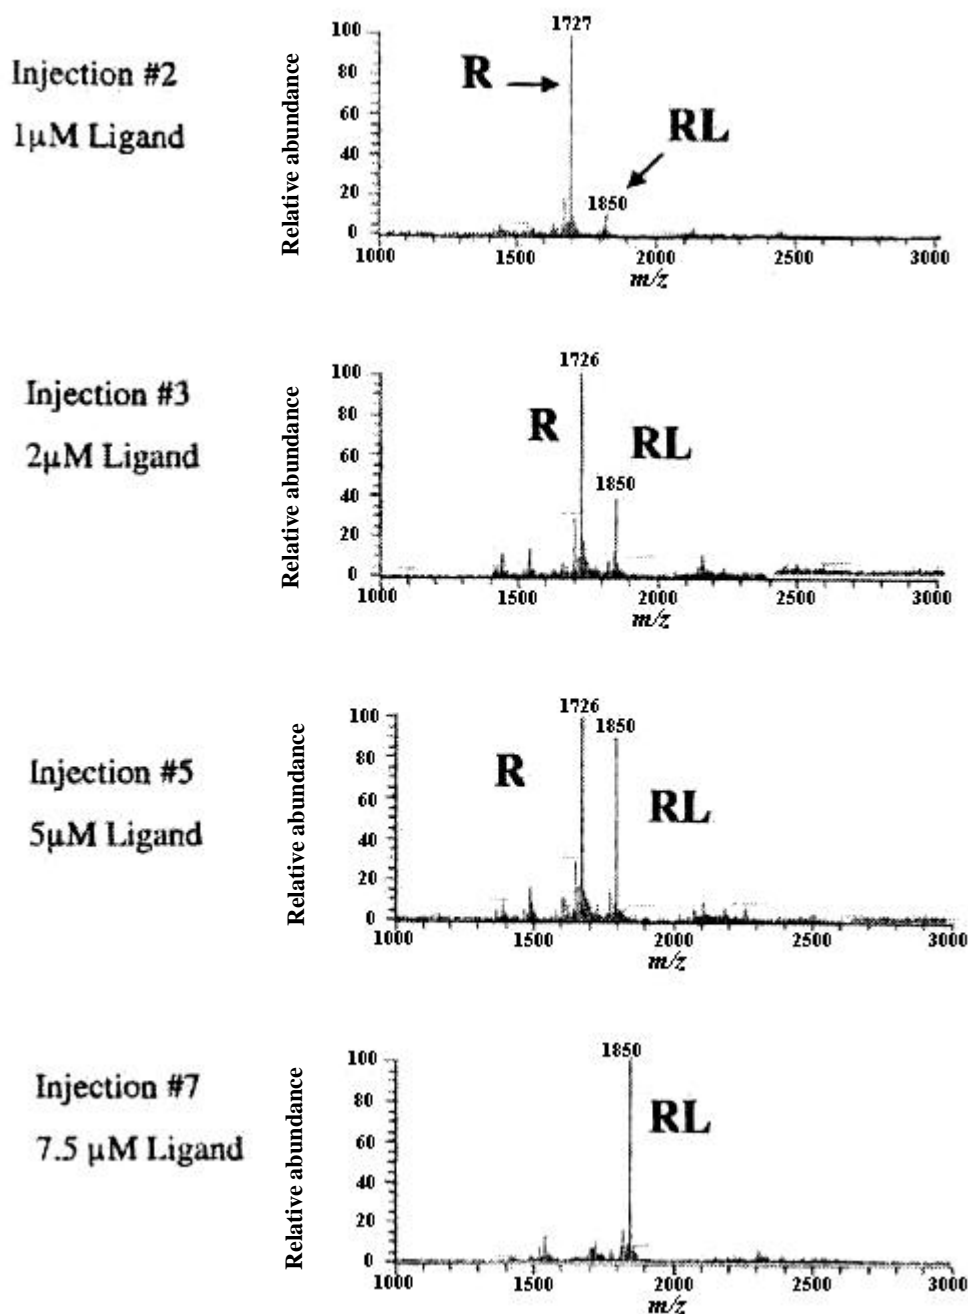 Injection #2
1µM Ligand
Relative abundance
100
80
60
40
20
0
1727
R
RL
1850
1000
1500
2000
2500
3000
m/z
Injection #3
2µM Ligand
Relative abundance
100
80
60
40
20
0
1726
R
RL
1850
1000
1500
2000
2500
3000
m/z
Injection #5
5µM Ligand
Relative abundance
100
80
60
40
20
0
1726
1850
R
RL
1000
1500
2000
2500
3000
m/z
Injection #7
7.5 µM Ligand
Relative abundance
100
80
60
40
20
0
1850
RL
1000
1500
2000
2500
3000
m/z